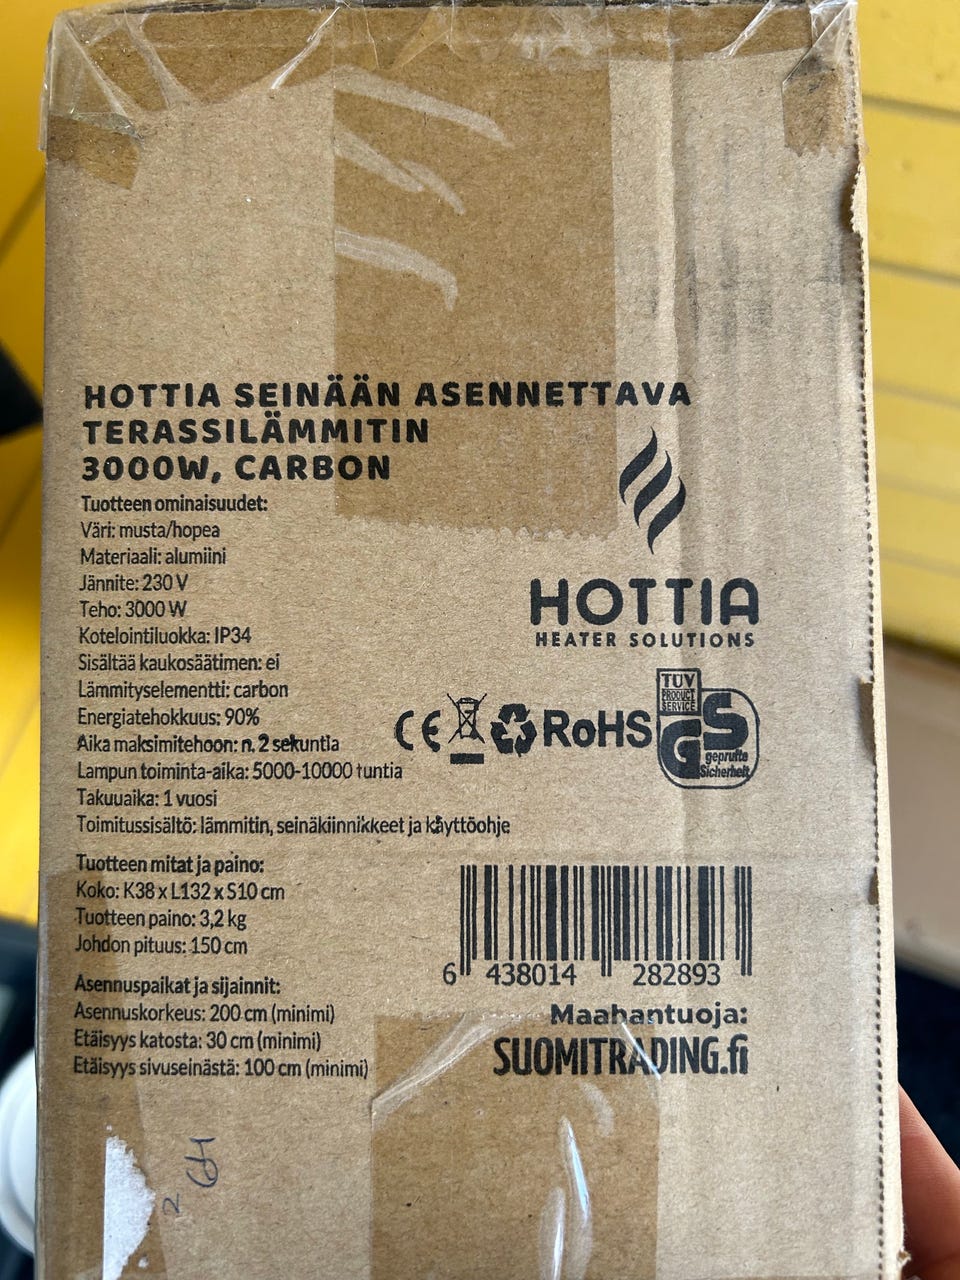 HOTTIA SEINÄÄN ASENNETTAVA
TERASSILÄMMITIN
3000W, CARBON
Tuotteen ominaisuudet:
Väri: musta/hopea
Materiaali: alumiini
Jännite: 230 V
Teho: 3000 W
Kotelointiluokka: IP34
Sisältää kaukosäätimen: ei
Lämmityselementti: carbon
Energiatehokkuus: 90%
Aika maksimitehoon: n. 2 sekuntia
Lampun toiminta-aika: 5000-10000 tuntia
Takuuaika: 1 vuosi
Toimitussisältö: lämmitin, seinäkiinnikkeet ja käyttöohje
HOTTIA
HEATER SOLUTIONS
CE RoHS
TUV
PRODUCT
SERVICE
GS
geprüfte
Sicherheit
Tuotteen mitat ja paino:
Koko: K38 x L132 x S10 cm
Tuotteen paino: 3,2 kg
Johdon pituus: 150 cm
Asennuspaikat ja sijainnit:
Asennuskorkeus: 200 cm (minimi)
Etäisyys katosta: 30 cm (minimi)
Etäisyys sivuseinästä: 100 cm (minimi)
6 438014 282893
Maahantuoja:
SUOMITRADING.fi